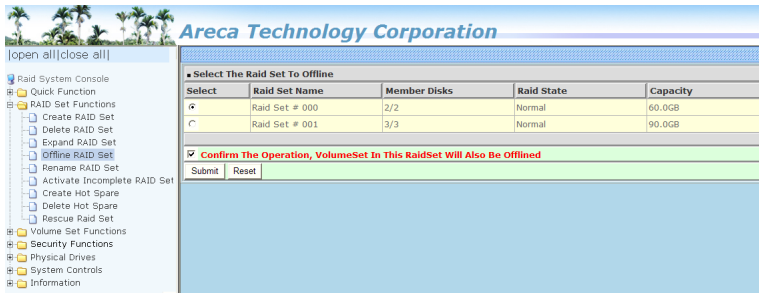 Areca Technology Corporation
|open all|close all|
Raid System Console
Quick Function
RAID Set Functions
Create RAID Set
Delete RAID Set
Expand RAID Set
Offline RAID Set
Rename RAID Set
Activate Incomplete RAID Set
Create Hot Spare
Delete Hot Spare
Rescue Raid Set
Volume Set Functions
Security Functions
Physical Drives
System Controls
Information
Select The Raid Set To Offline
Select Raid Set Name Member Disks Raid State Capacity
Raid Set # 000 2/2 Normal 60.0GB
Raid Set # 001 3/3 Normal 90.0GB
Confirm The Operation, VolumeSet In This RaidSet Will Also Be Offlined
Submit Reset